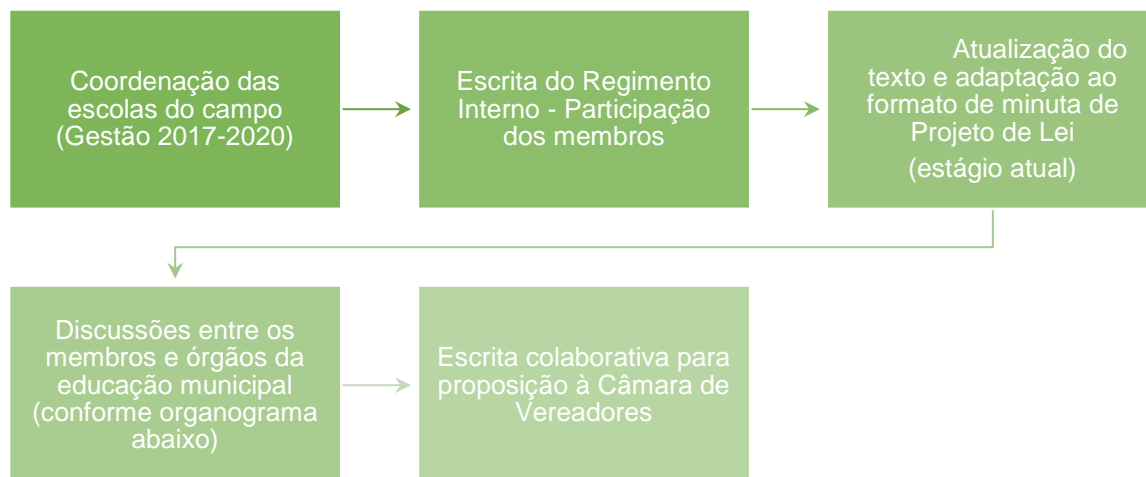 Coordenação das
escolas do campo
(Gestão 2017-2020)
Escrita do Regimento
Interno - Participação
dos membros
Atualização do
texto e adaptação ao
formato de minuta de
Projeto de Lei
(estágio atual)
Discussões entre os
membros e órgãos da
educação municipal
(conforme organograma
abaixo)
Escrita colaborativa para
proposição à Câmara de
Vereadores